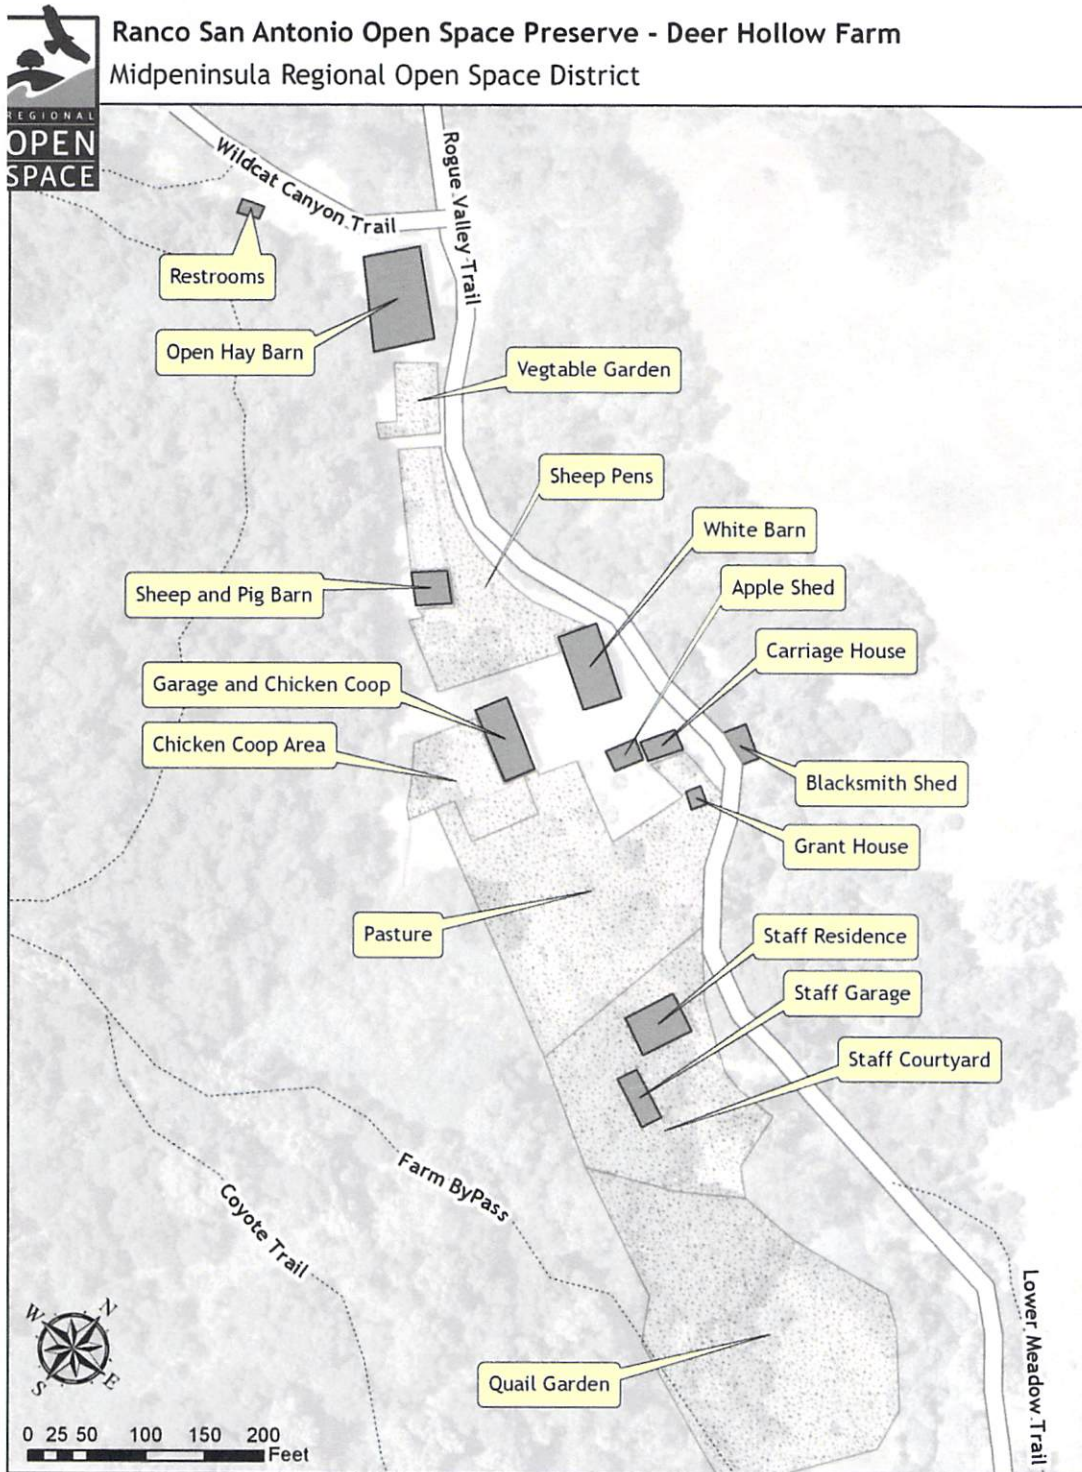 Ranco San Antonio Open Space Preserve - Deer Hollow Farm
Midpeninsula Regional Open Space District
REGIONAL
OPEN
SPACE
Wildcat Canyon Trail
Rogue Valley Trail
Restrooms
Open Hay Barn
Vegtable Garden
Sheep Pens
White Barn
Sheep and Pig Barn
Apple Shed
Carriage House
Garage and Chicken Coop
Chicken Coop Area
Blacksmith Shed
Grant House
Pasture
Staff Residence
Staff Garage
Staff Courtyard
Farm ByPass
Coyote Trail
Lower Meadow Trail
Quail Garden
W N
S E
0 25 50 100 150 200
Feet